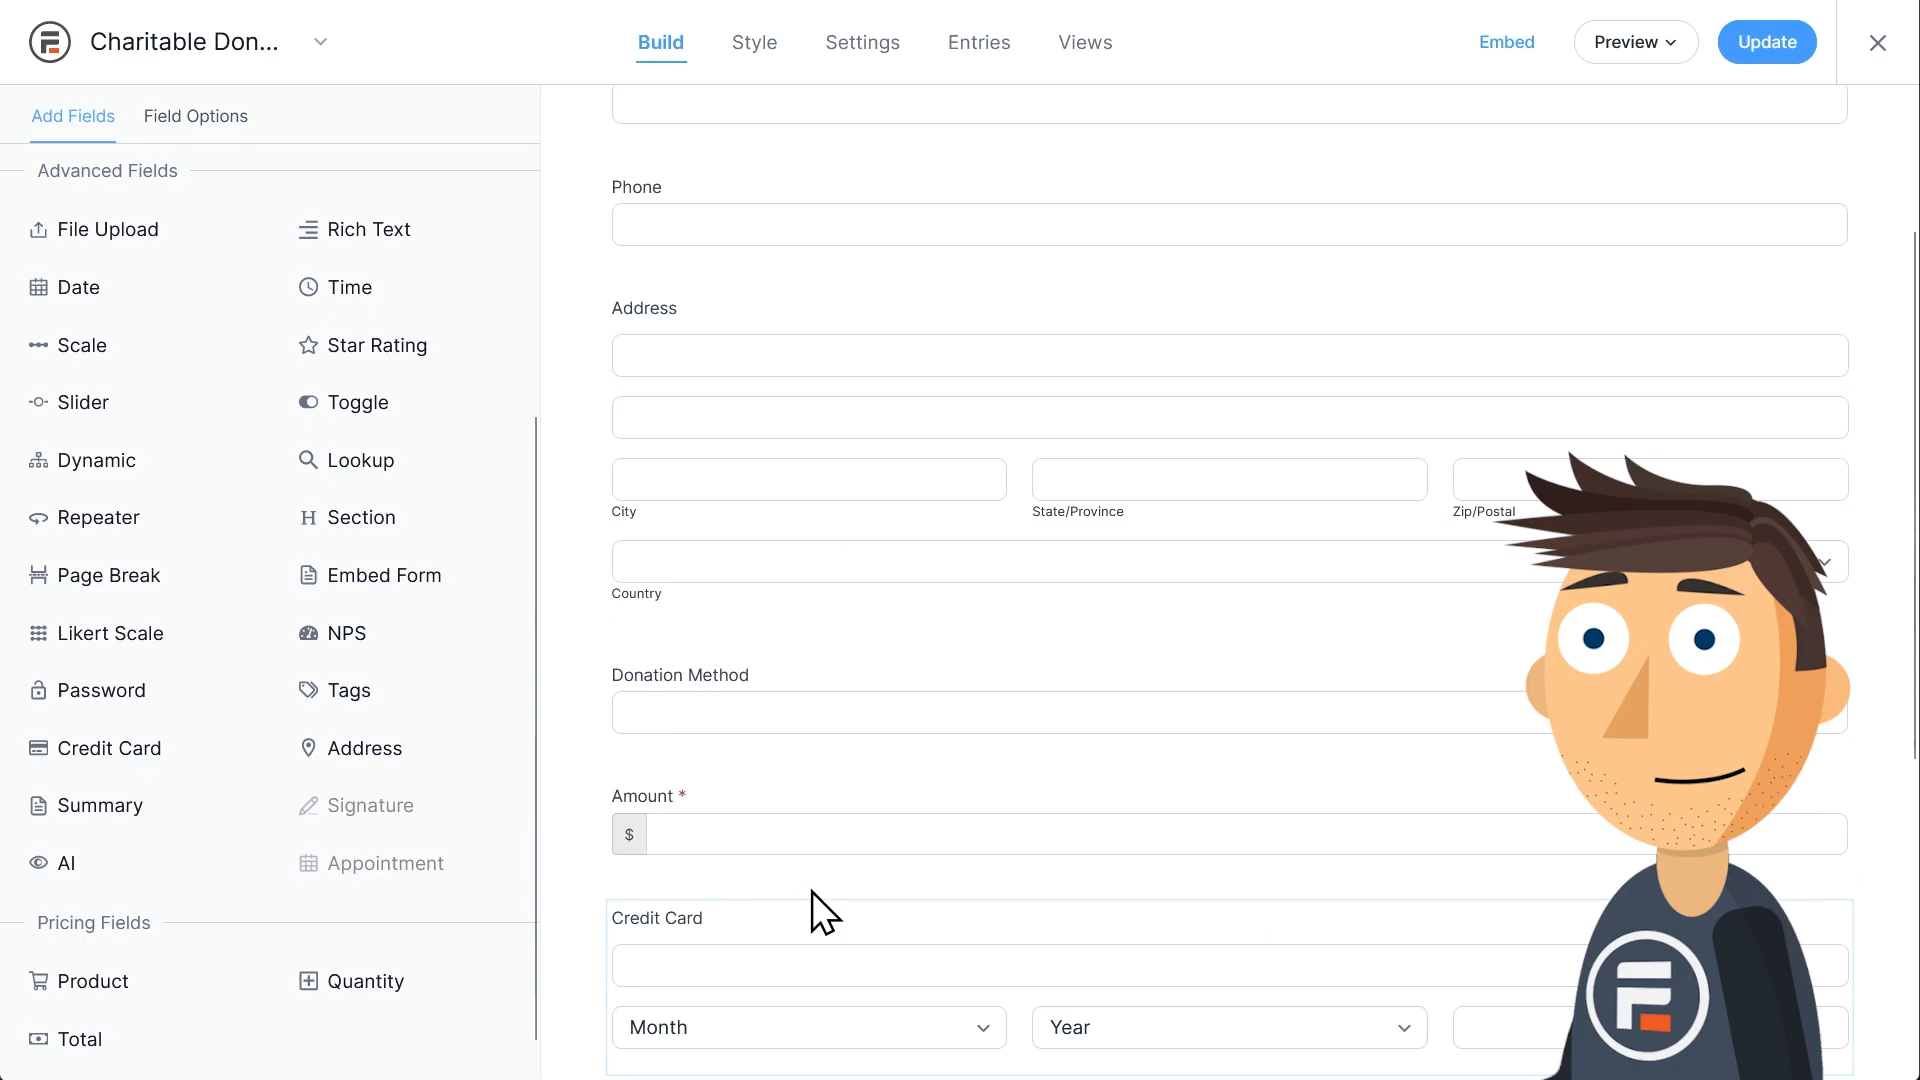 Charitable Don...
Build Style Settings Entries Views
Embed Preview Update
Add Fields Field Options
Advanced Fields
File Upload Rich Text
Date Time
Scale Star Rating
Slider Toggle
Dynamic Lookup
Repeater Section
Page Break Embed Form
Likert Scale NPS
Password Tags
Credit Card Address
Summary Signature
AI Appointment
Pricing Fields
Product Quantity
Total
Phone
Address
City State/Province Zip/Postal
Country
Donation Method
Amount *
$
Credit Card
Month Year